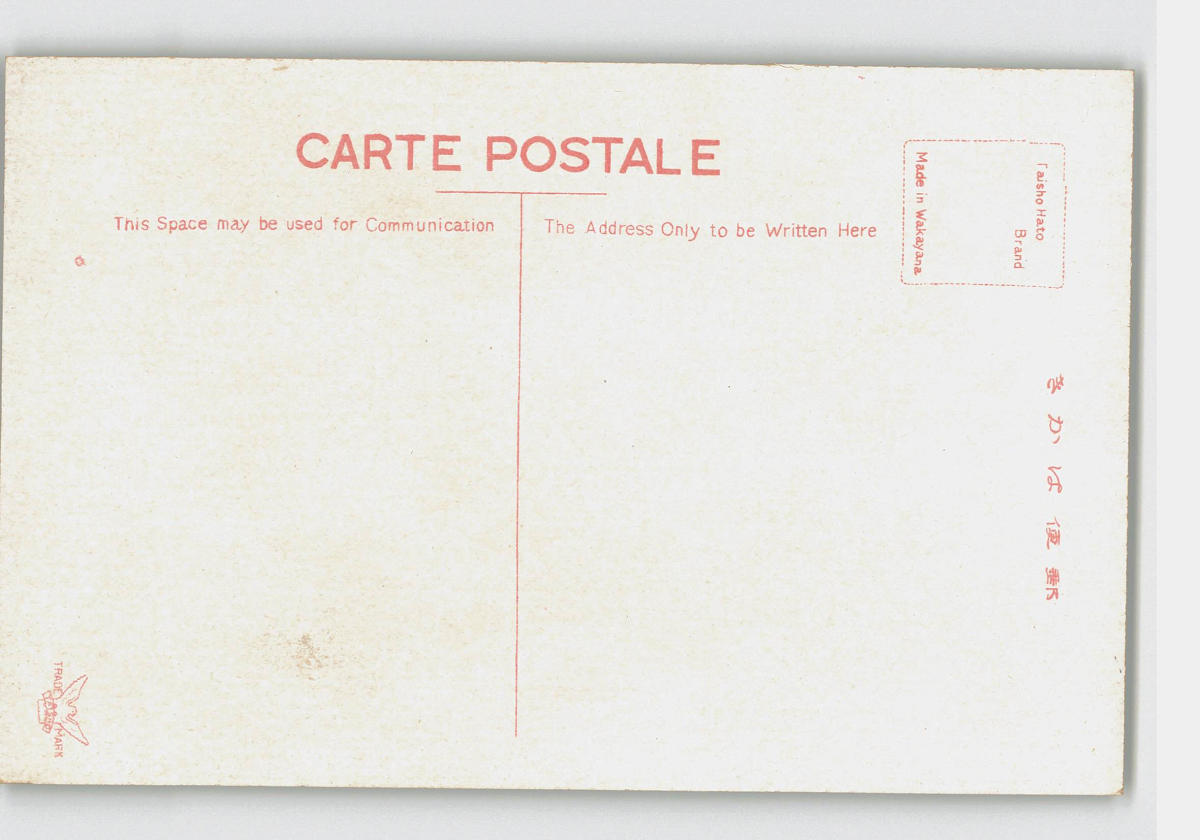 CARTE POSTALE
This Space may be used for Communication
The Address Only to be Written Here
Taisho Hato
Brand
Made in Wakayana
きかは便郵
TRADE MARK